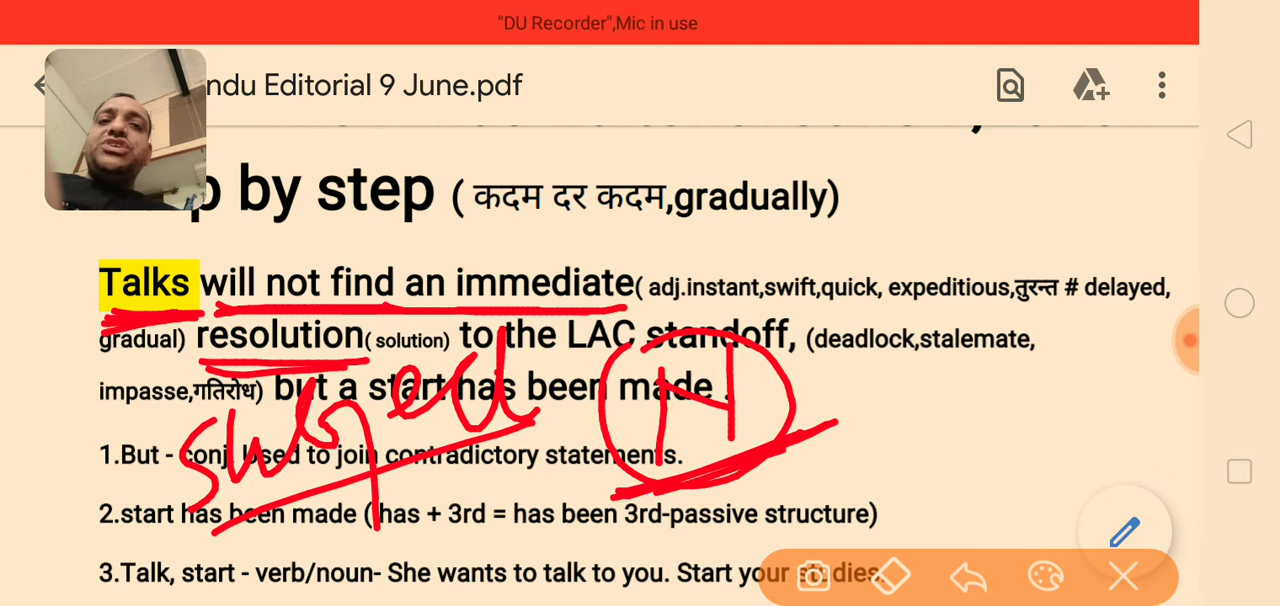 "DU Recorder",Mic in use
ndu Editorial 9 June.pdf
p by step ( कदम दर कदम,gradually)
Talks will not find an immediate( adj.instant,swift,quick, expeditious,तुरन्त # delayed,
gradual) resolution( solution) to the LAC standoff, (deadlock,stalemate,
impasse,गतिरोध) but a start has been made .
subject
N
1.But - conj. Used to join contradictory statements.
2.start has been made ( has + 3rd = has been 3rd-passive structure)
3.Talk, start - verb/noun- She wants to talk to you. Start your studies.